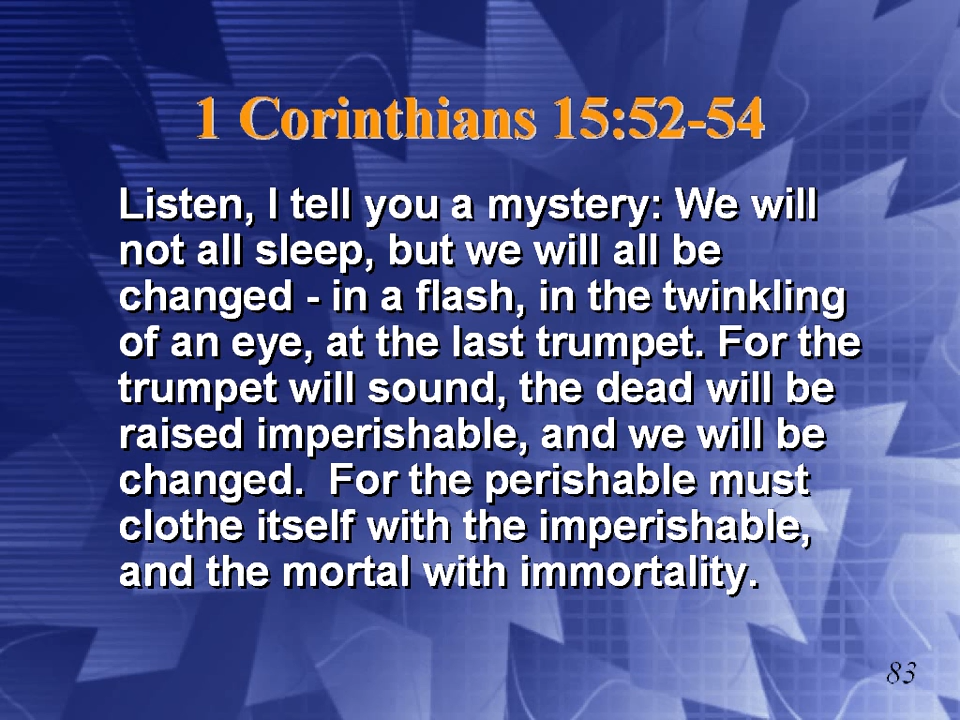 1 Corinthians 15:52-54
Listen, I tell you a mystery: We will
not all sleep, but we will all be
changed - in a flash, in the twinkling
of an eye, at the last trumpet. For the
trumpet will sound, the dead will be
raised imperishable, and we will be
changed.  For the perishable must
clothe itself with the imperishable,
and the mortal with immortality.
83